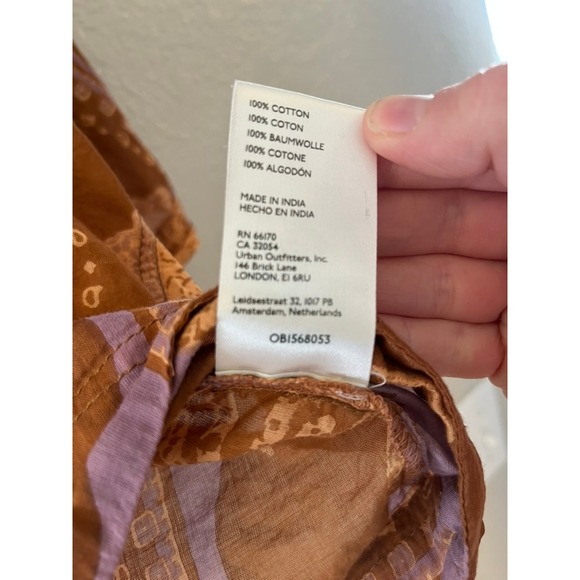 100% COTTON
100% COTON
100% BAUMWOLLE
100% COTONE
100% ALGODÓN
MADE IN INDIA
HECHO EN INDIA
RN 66170
CA 32054
Urban Outfitters, Inc.
146 Brick Lane
LONDON, E1 6RU
Leidsestraat 32, 1017 PB
Amsterdam, Netherlands
OB1568053